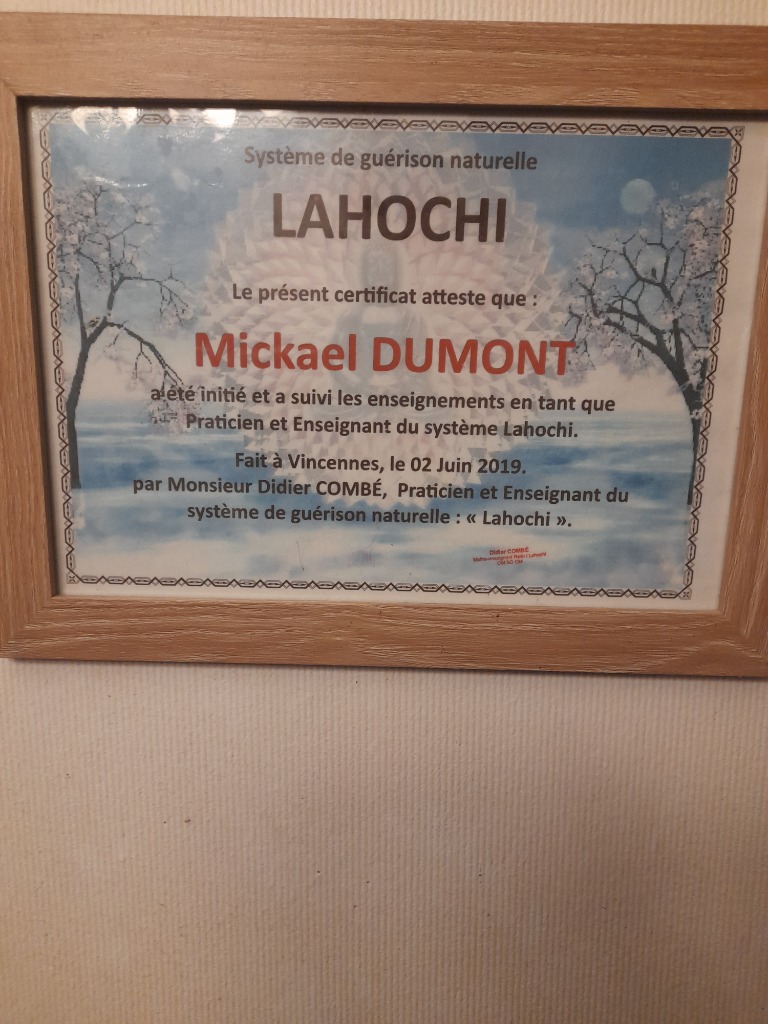 Système de guérison naturelle
LAHOCHI
Le présent certificat atteste que :
Mickael DUMONT
a été initié et a suivi les enseignements en tant que
Praticien et Enseignant du système Lahochi.
Fait à Vincennes, le 02 Juin 2019.
par Monsieur Didier COMBÉ, Praticien et Enseignant du
système de guérison naturelle : « Lahochi ».
Didier COMBÉ